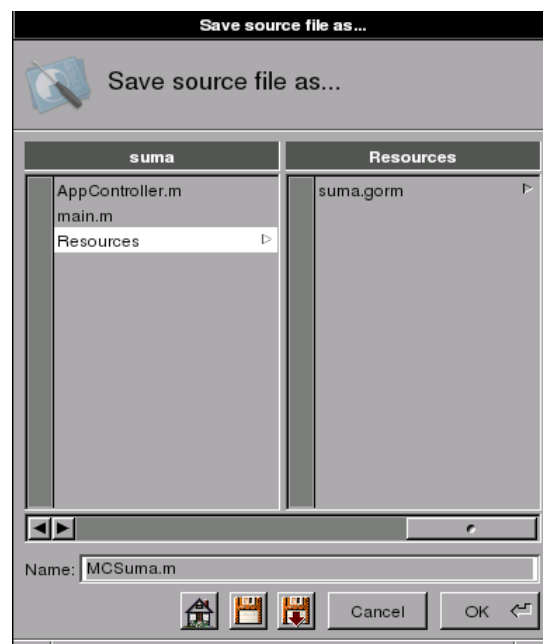 Save source file as...
Save source file as...
suma
Resources
AppController.m
main.m
Resources
suma.gorm
Name: MCSuma.m
Cancel
OK